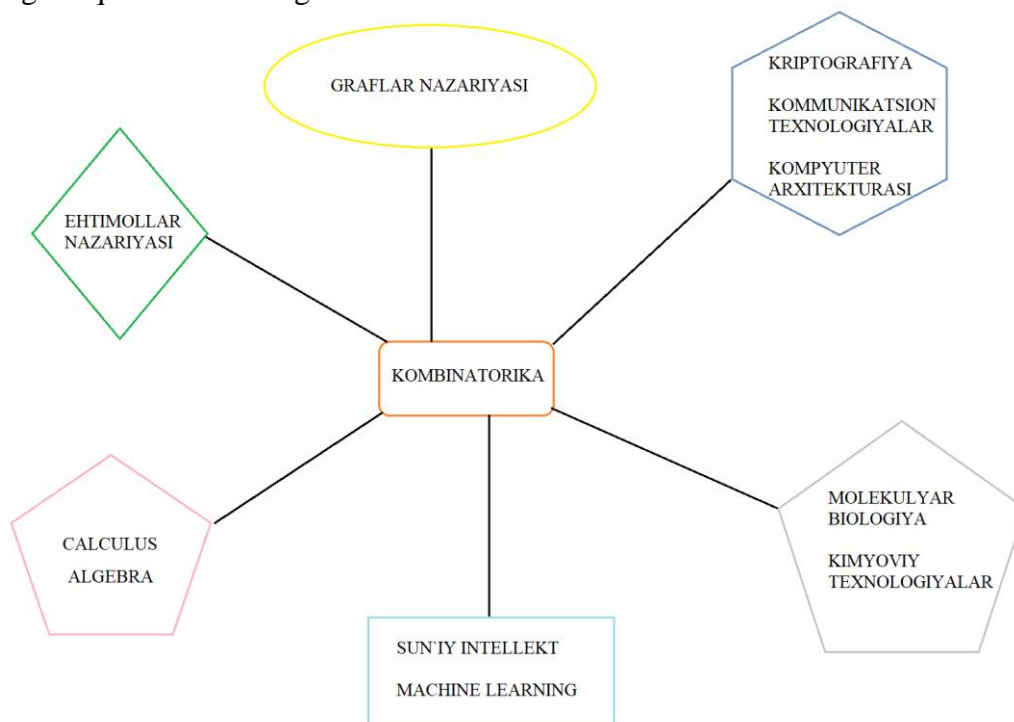 GRAFLAR NAZARIYASI
KRIPTOGRAFIYA
KOMMUNIKATSION
TEXNOLOGIYALAR
KOMPYUTER
ARXITEKTURASI
EHTIMOLLAR
NAZARIYASI
KOMBINATORIKA
CALCULUS
ALGEBRA
MOLEKULYAR
BIOLOGIYA
KIMYOVIY
TEXNOLOGIYALAR
SUN`IY INTELLEKT
MACHINE LEARNING